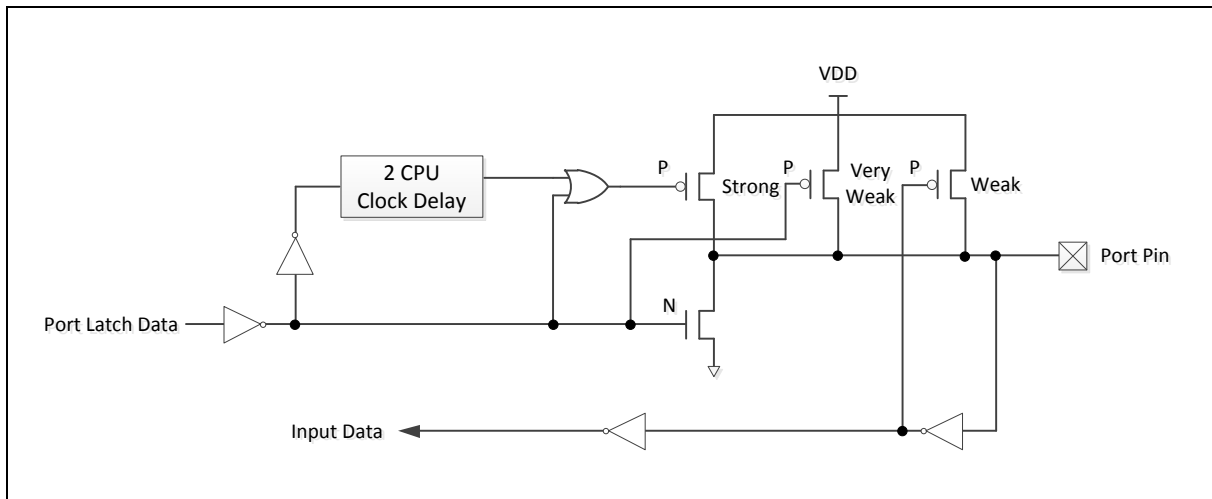 VDD
2 CPU
Clock Delay
P
Strong
P
Very
Weak
P
Weak
Port Pin
N
Port Latch Data
Input Data